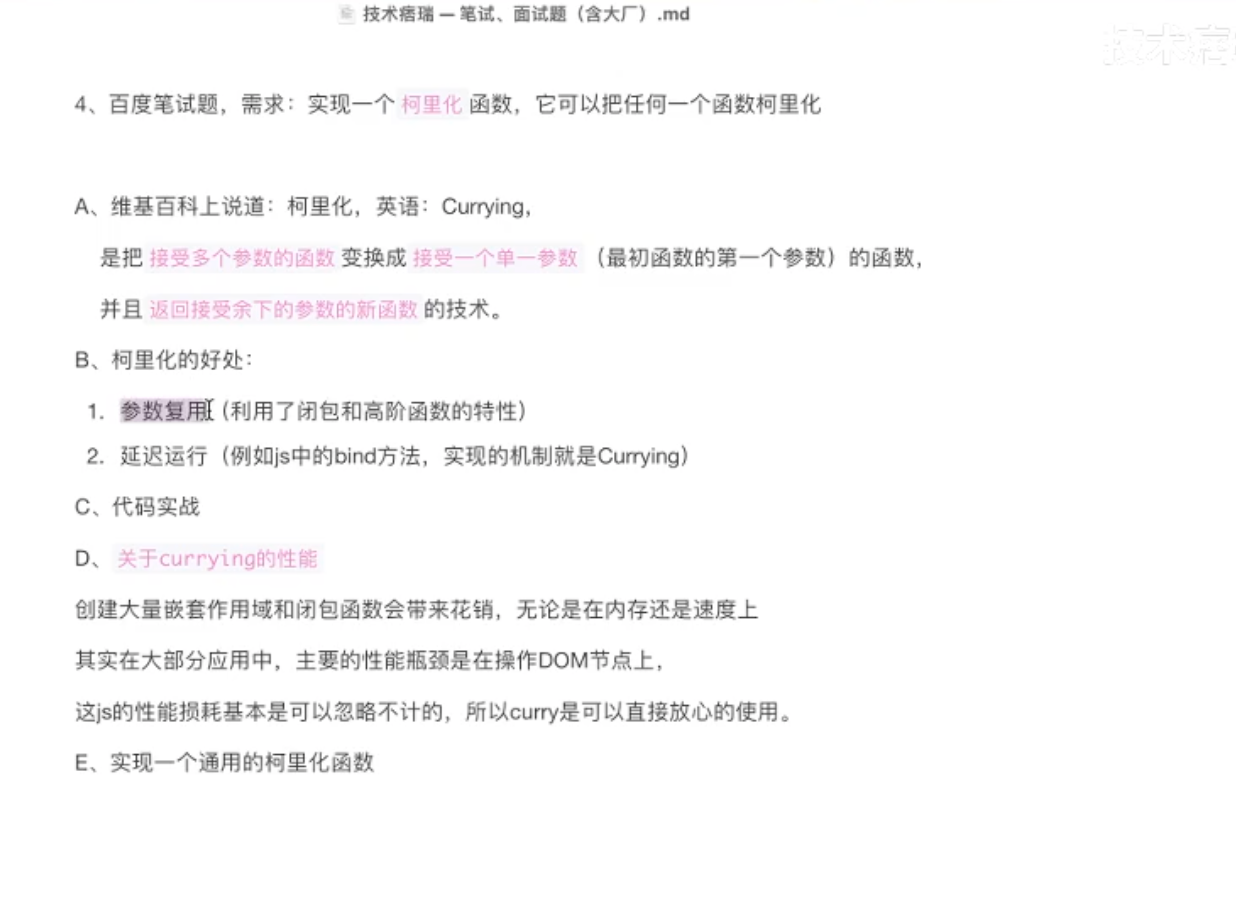 技术痞瑞 — 笔试、面试题（含大厂）.md
技术痞
4、百度笔试题，需求：实现一个 柯里化 函数，它可以把任何一个函数柯里化
A、维基百科上说道：柯里化，英语：Currying，
是把 接受多个参数的函数 变换成 接受一个单一参数 （最初函数的第一个参数）的函数，
并且 返回接受余下的参数的新函数 的技术。
B、柯里化的好处：
1. 参数复用（利用了闭包和高阶函数的特性）
2. 延迟运行（例如js中的bind方法，实现的机制就是Currying）
C、代码实战
D、 关于currying的性能
创建大量嵌套作用域和闭包函数会带来花销，无论是在内存还是速度上
其实在大部分应用中，主要的性能瓶颈是在操作DOM节点上，
这js的性能损耗基本是可以忽略不计的，所以curry是可以直接放心的使用。
E、实现一个通用的柯里化函数